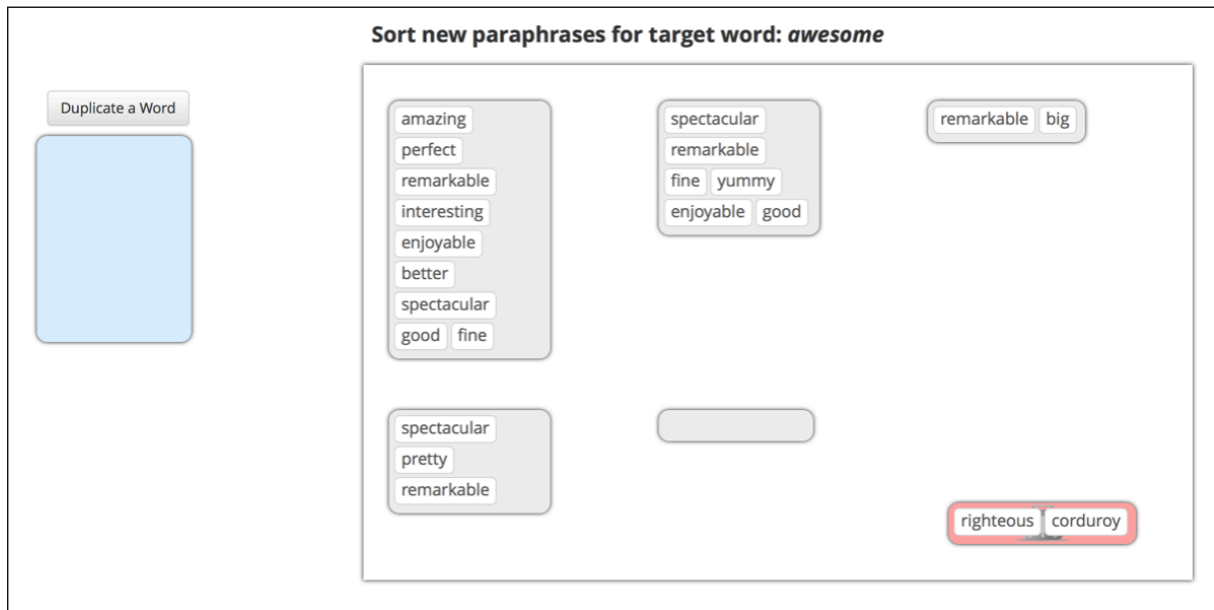 Sort new paraphrases for target word: awesome
Duplicate a Word
amazing
perfect
remarkable
interesting
enjoyable
better
spectacular
good fine
spectacular
remarkable
fine yummy
enjoyable good
remarkable big
spectacular
pretty
remarkable
righteous corduroy